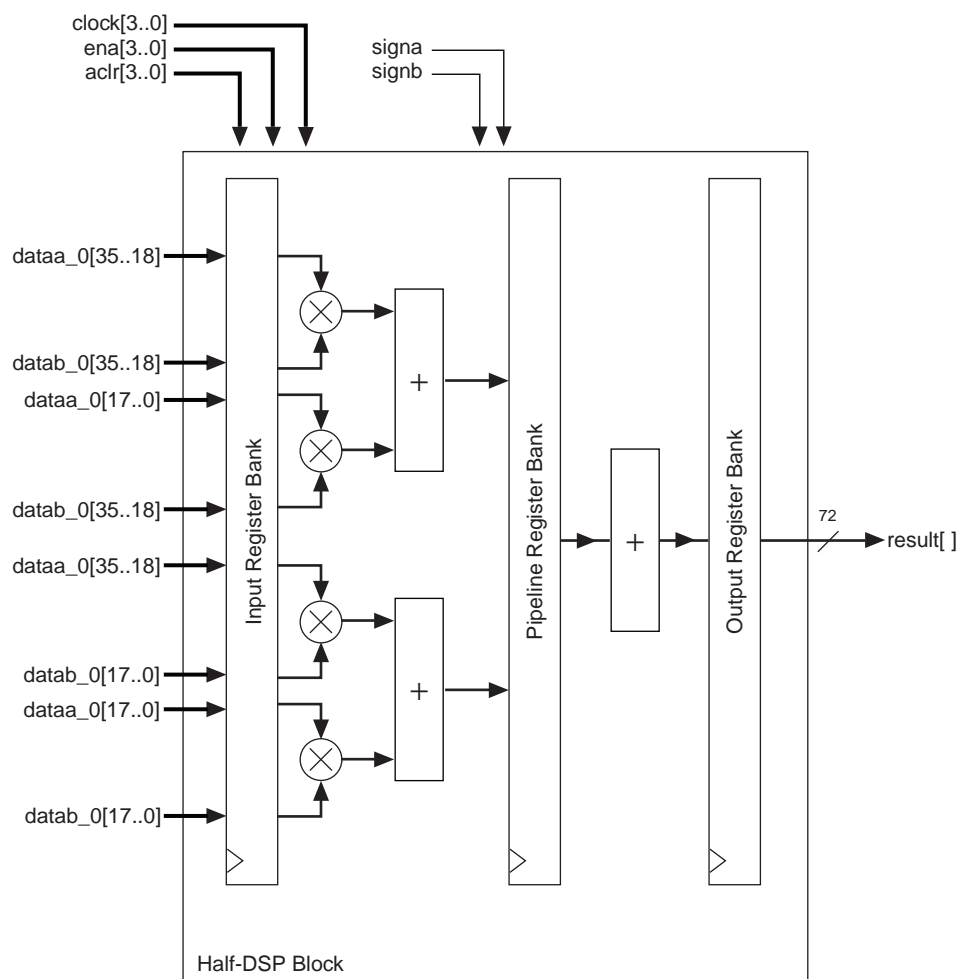 clock[3..0]
ena[3..0]
aclr[3..0]
signa
signb
dataa_0[35..18]
datab_0[35..18]
dataa_0[17..0]
datab_0[35..18]
dataa_0[35..18]
datab_0[17..0]
dataa_0[17..0]
datab_0[17..0]
Input Register Bank
+
+
Pipeline Register Bank
+
Output Register Bank
72
result[ ]
Half-DSP Block